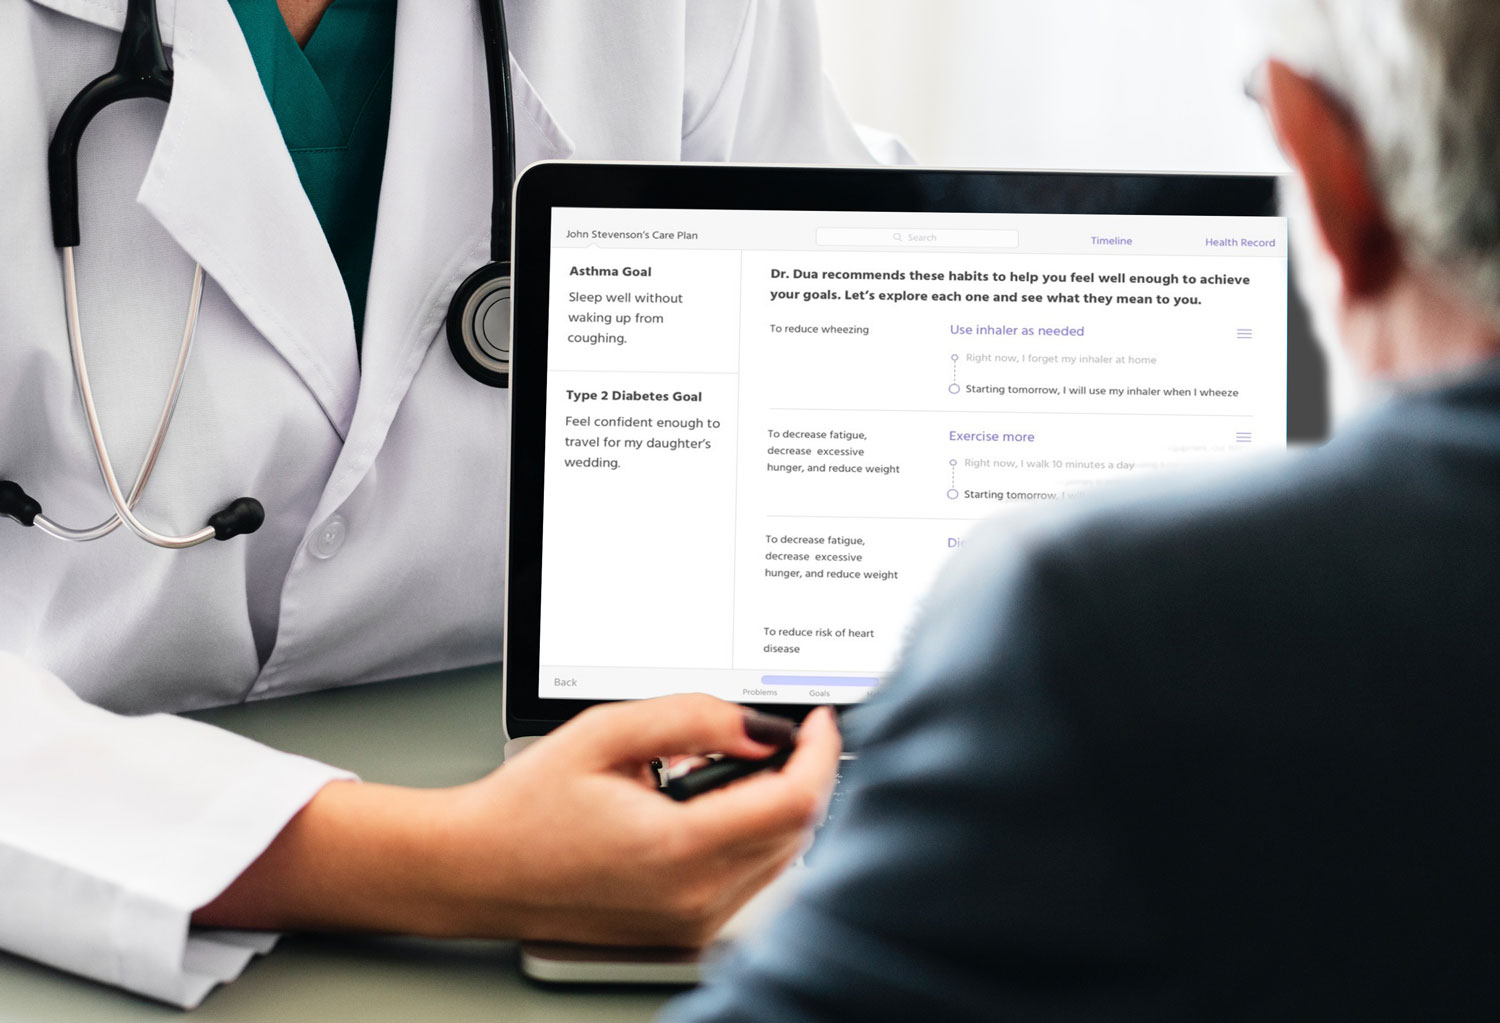 John Stevenson's Care Plan
Search
Timeline
Health Record
Asthma Goal
Sleep well without
waking up from
coughing.
Type 2 Diabetes Goal
Feel confident enough to
travel for my daughter's
wedding.
Dr. Dua recommends these habits to help you feel well enough to achieve
your goals. Let's explore each one and see what they mean to you.
To reduce wheezing
Use inhaler as needed
Right now, I forget my inhaler at home
Starting tomorrow, I will use my inhaler when I wheeze
To decrease fatigue,
decrease excessive
hunger, and reduce weight
Exercise more
Right now, I walk 10 minutes a day
Starting tomorrow, I will
To decrease fatigue,
decrease excessive
hunger, and reduce weight
To reduce risk of heart
disease
Back
Problems
Goals